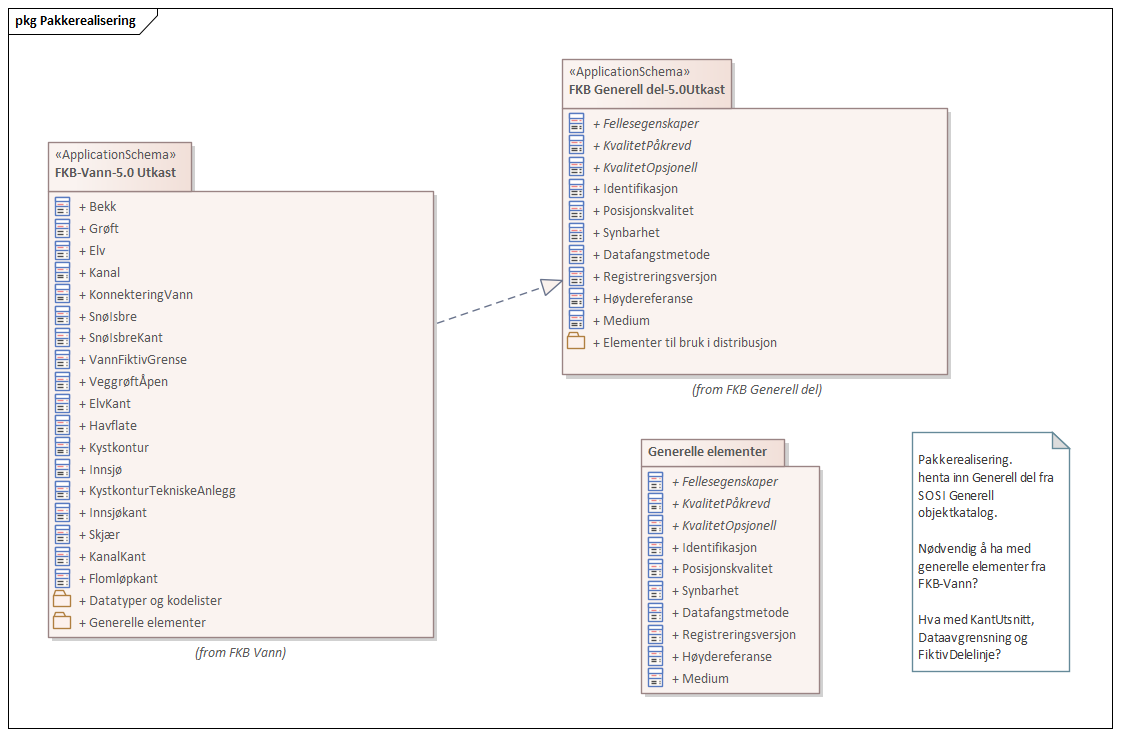 pkg Pakkerealisering
«ApplicationSchema»
FKB-Vann-5.0 Utkast
+ Bekk
+ Grøft
+ Elv
+ Kanal
+ KonnekteringVann
+ SnøIsbre
+ SnøIsbreKant
+ VannFiktivGrense
+ VeggrøftÅpen
+ ElvKant
+ Havflate
+ Kystkontur
+ Innsjø
+ KystkonturTekniskeAnlegg
+ Innsjøkant
+ Skjær
+ KanalKant
+ Flomløpkant
+ Datatyper og kodelister
+ Generelle elementer
(from FKB Vann)
«ApplicationSchema»
FKB Generell del-5.0Utkast
+ Fellesegenskaper
+ KvalitetPåkrevd
+ KvalitetOpsjonell
+ Identifikasjon
+ Posisjonskvalitet
+ Synbarhet
+ Datafangstmetode
+ Registreringsversjon
+ Høydereferanse
+ Medium
+ Elementer til bruk i distribusjon
(from FKB Generell del)
Generelle elementer
+ Fellesegenskaper
+ KvalitetPåkrevd
+ KvalitetOpsjonell
+ Identifikasjon
+ Posisjonskvalitet
+ Synbarhet
+ Datafangstmetode
+ Registreringsversjon
+ Høydereferanse
+ Medium
Pakkerealisering.
henta inn Generell del fra
SOSI Generell
objektkatalog.
Nødvendig å ha med
generelle elementer fra
FKB-Vann?
Hva med KantUtsnitt,
Dataavgrensning og
FiktivDelelinje?